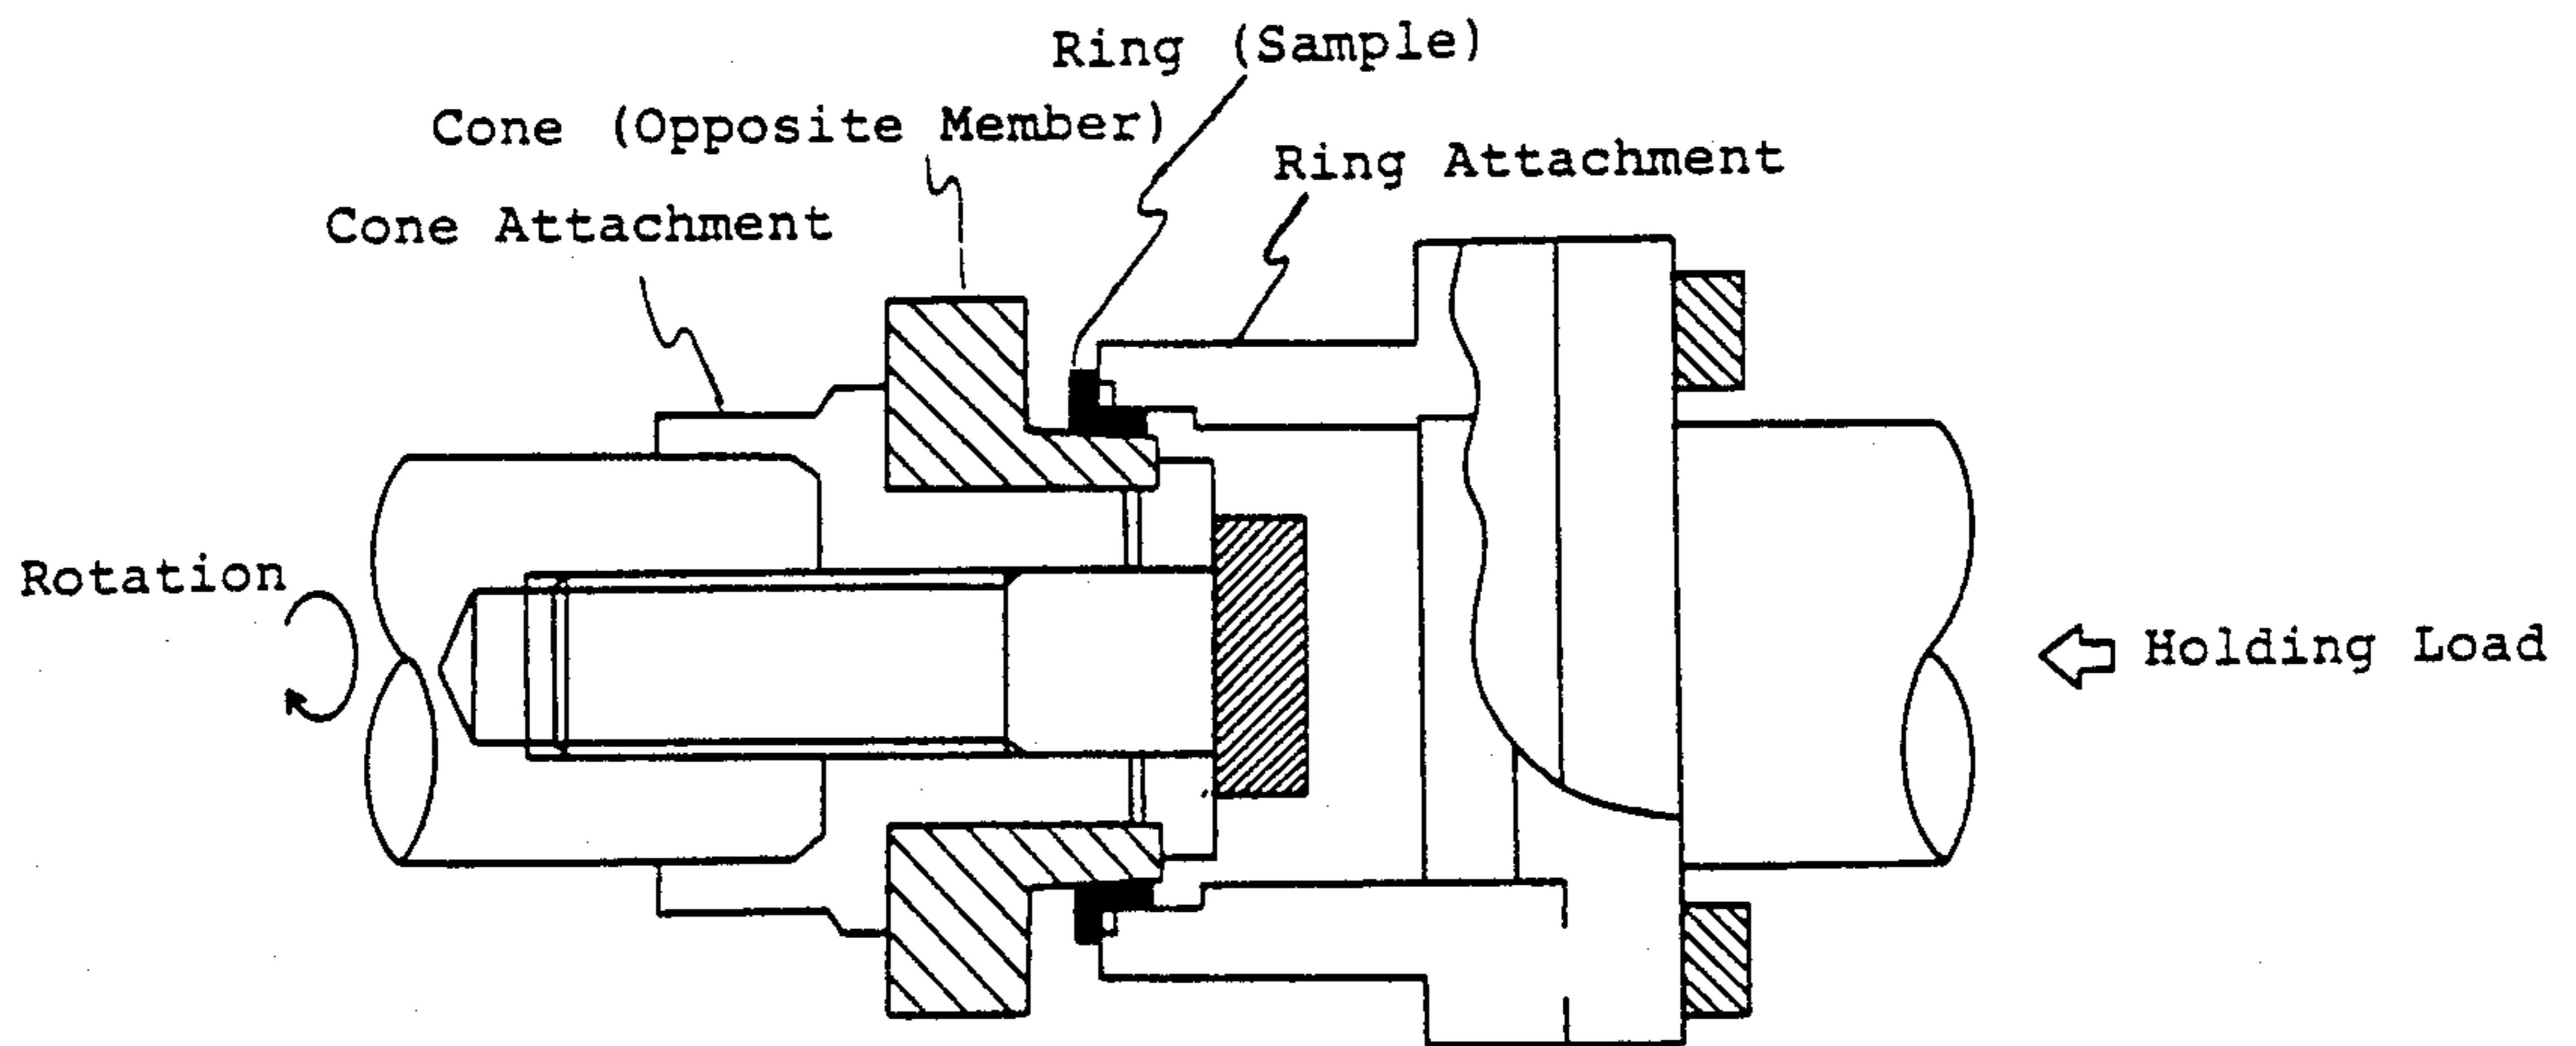 Ring (Sample)
Cone (Opposite Member)
Ring Attachment
Cone Attachment
Rotation
Holding Load